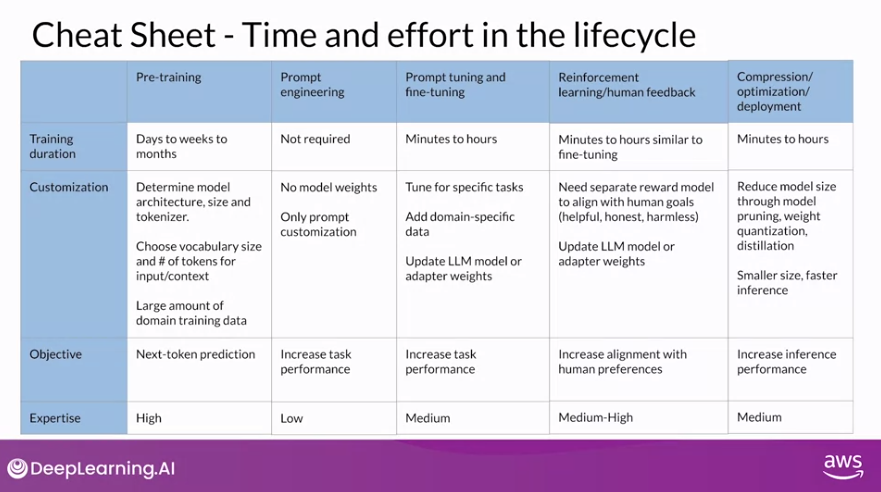 Cheat Sheet - Time and effort in the lifecycle
Pre-training
Prompt
engineering
Prompt tuning and
fine-tuning
Reinforcement
learning/human feedback
Compression/
optimization/
deployment
Training
duration
Days to weeks to
months
Not required
Minutes to hours
Minutes to hours similar to
fine-tuning
Minutes to hours
Customization
Determine model
architecture, size and
tokenizer.
Choose vocabulary size
and # of tokens for
input/context
Large amount of
domain training data
No model weights
Only prompt
customization
Tune for specific tasks
Add domain-specific
data
Update LLM model or
adapter weights
Need separate reward model
to align with human goals
(helpful, honest, harmless)
Update LLM model or
adapter weights
Reduce model size
through model
pruning, weight
quantization,
distillation
Smaller size, faster
inference
Objective
Next-token prediction
Increase task
performance
Increase task
performance
Increase alignment with
human preferences
Increase inference
performance
Expertise
High
Low
Medium
Medium-High
Medium
DeepLearning.AI
aws